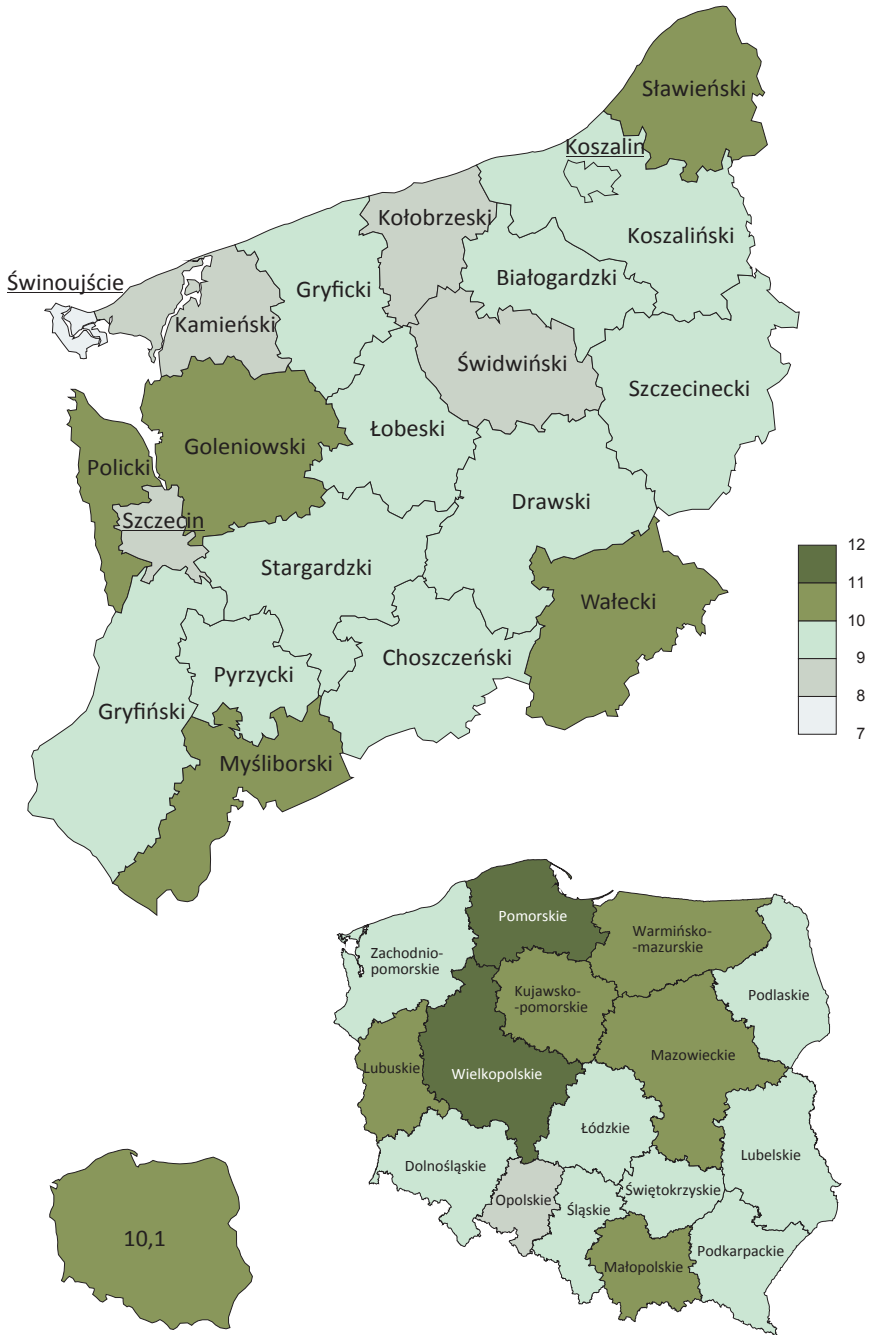 Sławieński
Koszalin
Kołobrzeski
Koszaliński
Białogardzki
Świnoujście
Gryficki
Kamieński
Świdwiński
Szczecinecki
Łobeski
Goleniowski
Policki
Drawski
Szczecin
Stargardzki
Wałecki
Choszczeński
Pyrzycki
Gryfiński
Myśliborski
12
11
10
9
8
7
Pomorskie
Zachodnio-
pomorskie
Warmińsko-
-mazurskie
Podlaskie
Kujawsko-
-pomorskie
Mazowieckie
Lubuskie
Wielkopolskie
Łódzkie
Lubelskie
Dolnośląskie
Opolskie
Śląskie
Świętokrzyskie
Podkarpackie
Małopolskie
10,1